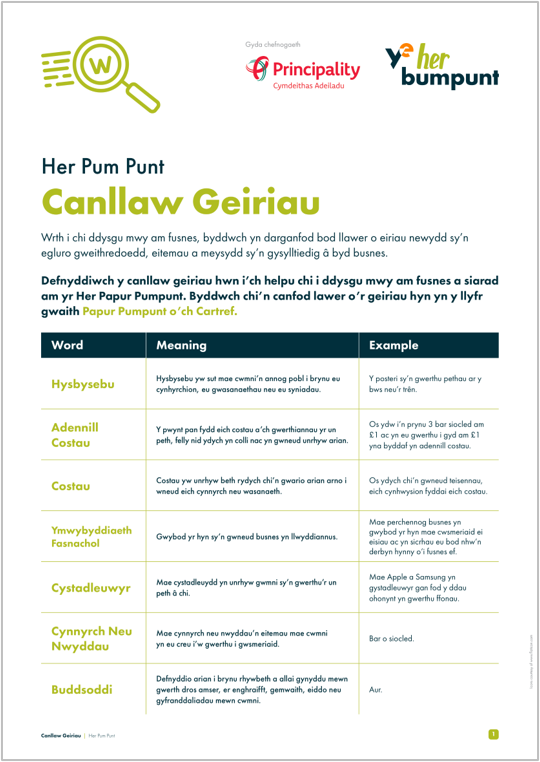 W
Gyda chefnogaeth
Principality
Cymdeithas Adeiladu
ye her
bumpunt
Her Pum Punt
Canllaw Geiriau
Wrth i chi ddysgu mwy am fusnes, byddwch yn darganfod bod llawer o eiriau newydd sy’n
egluro gweithredoedd, eitemau a meysydd sy’n gysylltiedig â byd busnes.
Defnyddiwch y canllaw geiriau hwn i’ch helpu chi i ddysgu mwy am fusnes a siarad
am yr Her Papur Pumpunt. Byddwch chi’n canfod lawer o’r geiriau hyn yn y llyfr
gwaith Papur Pumpunt o’ch Cartref.
Word Meaning Example
Hysbysebu
Hysbysebu yw sut mae cwmni’n annog pobl i brynu eu
cynhyrchion, eu gwasanaethau neu eu syniadau.
Y posteri sy’n gwerthu pethau ar y
bws neu’r trên.
Adennill
Costau
Y pwynt pan fydd eich costau a’ch gwerthiannau yr un
peth, felly nid ydych yn colli nac yn gwneud unrhyw arian.
Os ydw i’n prynu 3 bar siocled am
£1 ac yn eu gwerthu i gyd am £1
yna byddaf yn adennill costau.
Costau
Costau yw unrhyw beth rydych chi’n gwario arian arno i
wneud eich cynnyrch neu wasanaeth.
Os ydych chi’n gwneud teisennau,
eich cynhwysion fyddai eich costau.
Ymwybyddiaeth
Fasnachol
Gwybod yr hyn sy’n gwneud busnes yn llwyddiannus.
Mae perchennog busnes yn
gwybod yr hyn mae cwsmeriaid ei
eisiau ac yn sicrhau eu bod nhw’n
derbyn hynny o’i fusnes ef.
Cystadleuwyr
Mae cystadleuydd yn unrhyw gwmni sy’n gwerthu’r un
peth â chi.
Mae Apple a Samsung yn
gystadleuwyr gan fod y ddau
ohonynt yn gwerthu ffonau.
Cynnyrch Neu
Nwyddau
Mae cynnyrch neu nwyddau’n eitemau mae cwmni
yn eu creu i’w gwerthu i gwsmeriaid.
Bar o siocled.
Buddsoddi
Defnyddio arian i brynu rhywbeth a allai gynyddu mewn
gwerth dros amser, er enghraifft, gemwaith, eiddo neu
gyfranddaliadau mewn cwmni.
Aur.
Canllaw Geiriau | Her Pum Punt
1